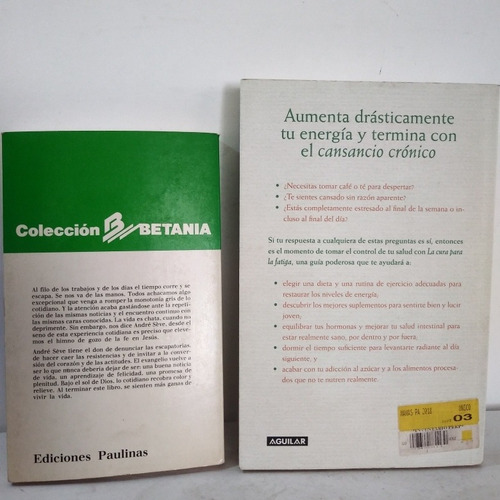 Colección BETANIA
Al filo de los trabajos y de los días el tiempo corre y se
escapa. Se nos va de las manos. Todos achacamos algo
excepcional que venga a romper la monotonía gris de lo
cotidiano. Y la atención acaba gastándose ante la repeti-
ción de las mismas noticias y el encuentro continuo con
las mismas caras conocidas. La vida es chata, cuando no
deprimente. Sin embargo, nos dice André Sève, desde el
seno de esta experiencia cotidiana es preciso que eleve-
mos el himno de gozo de la fe en Jesús.
André Sève tiene el don de denunciar las escapatorias,
de hacer caer las resistencias y de invitar a la conver-
sión del corazón y de las actitudes. El evangelio vuelve a
ser lo que nunca debería dejar de ser: una buena noticia
de vida, un aprendizaje de felicidad, una promesa de
plenitud. Bajo el sol de Dios, lo cotidiano recobra color y
relieve. Al terminar este libro, se sienten más ganas de
vivir la vida.
Ediciones Paulinas
Aumenta drásticamente
tu energía y termina con
el cansancio crónico
• ¿Necesitas tomar café o té para despertar?
• ¿Te sientes cansado sin razón aparente?
• ¿Estás completamente estresado al final de la semana o in-
cluso al final del día?
Si tu respuesta a cualquiera de estas preguntas es sí, entonces
es el momento de tomar el control de tu salud con La cura para
la fatiga, una guía poderosa que te ayudará a:
• elegir una dieta y una rutina de ejercicio adecuadas para
restaurar los niveles de energía;
• descubrir los mejores suplementos para sentirte bien y lucir
joven;
• equilibrar tus hormonas y mejorar tu salud intestinal para
estar realmente sano, por dentro y por fuera;
• dormir el tiempo suficiente para levantarte radiante al día
siguiente, y
• acabar con tu adicción al azúcar y a los alimentos procesa-
dos que no te nutren realmente.
AGUILAR
03